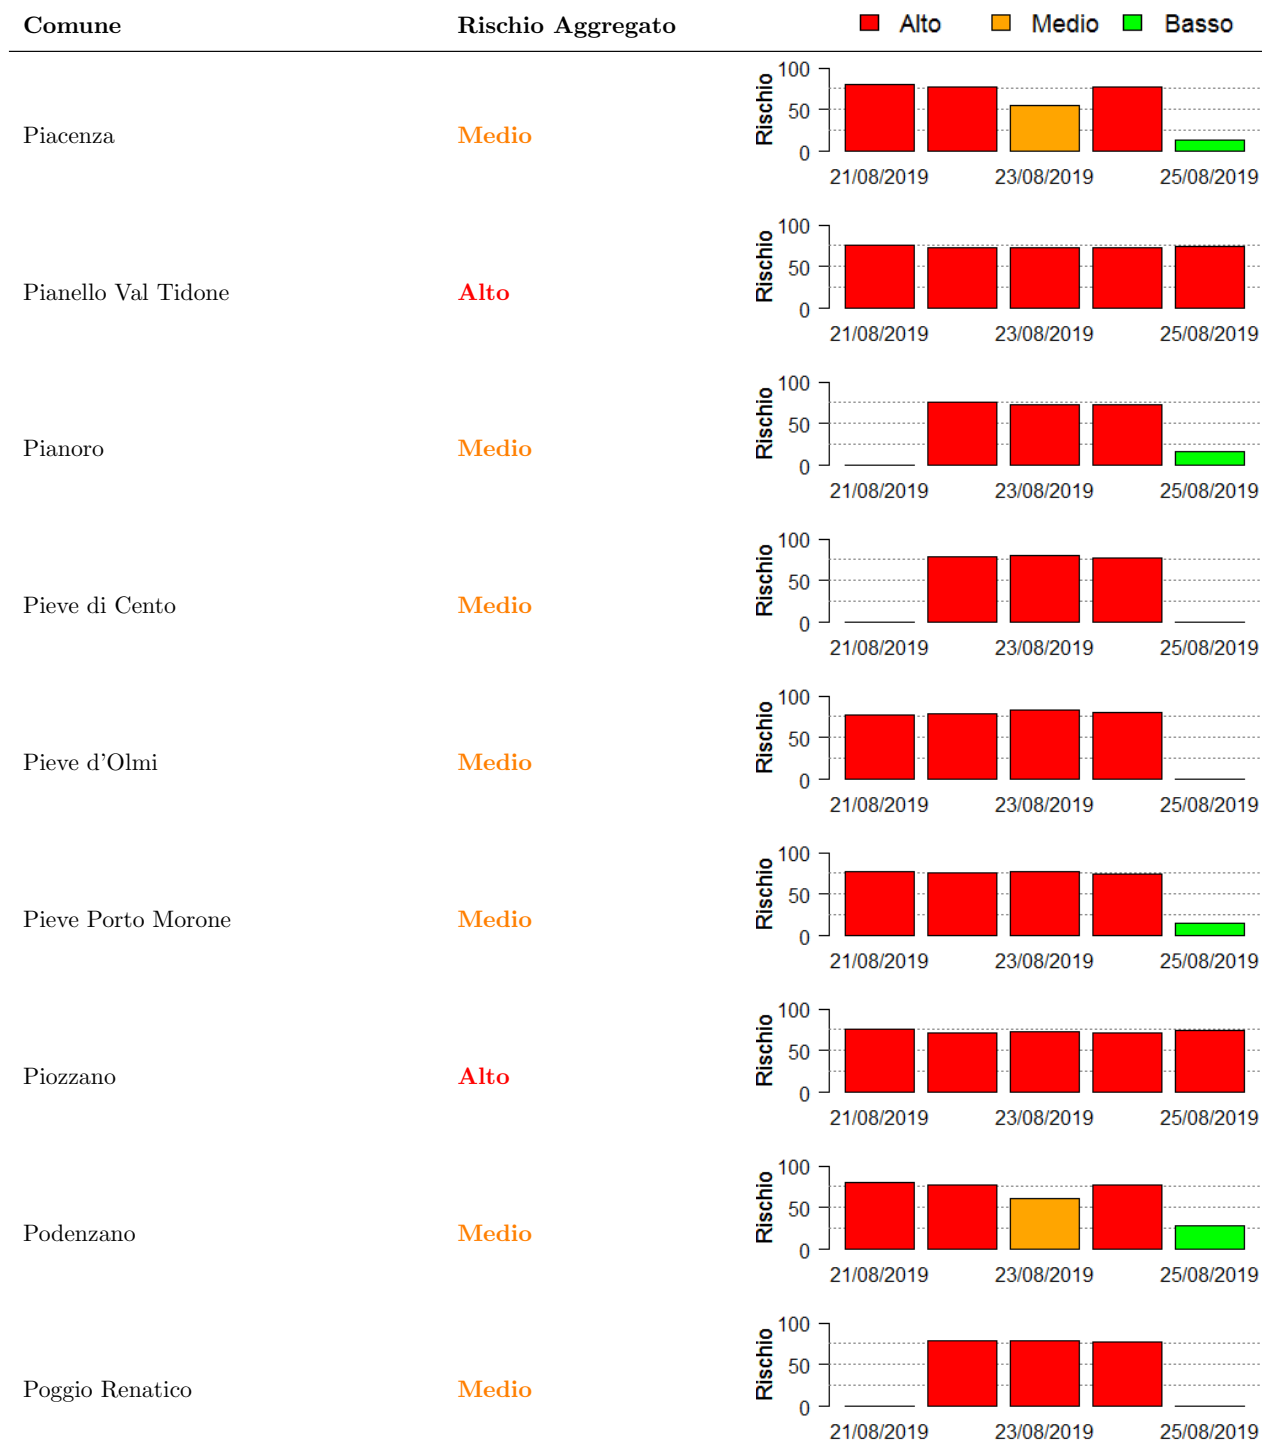 Comune Rischio Aggregato Alto Medio Basso
Piacenza Medio
Rischio
100
50
0
21/08/2019 23/08/2019 25/08/2019
Pianello Val Tidone Alto
Rischio
100
50
0
21/08/2019 23/08/2019 25/08/2019
Pianoro Medio
Rischio
100
50
0
21/08/2019 23/08/2019 25/08/2019
Pieve di Cento Medio
Rischio
100
50
0
21/08/2019 23/08/2019 25/08/2019
Pieve d'Olmi Medio
Rischio
100
50
0
21/08/2019 23/08/2019 25/08/2019
Pieve Porto Morone Medio
Rischio
100
50
0
21/08/2019 23/08/2019 25/08/2019
Piozzano Alto
Rischio
100
50
0
21/08/2019 23/08/2019 25/08/2019
Podenzano Medio
Rischio
100
50
0
21/08/2019 23/08/2019 25/08/2019
Poggio Renatico Medio
Rischio
100
50
0
21/08/2019 23/08/2019 25/08/2019